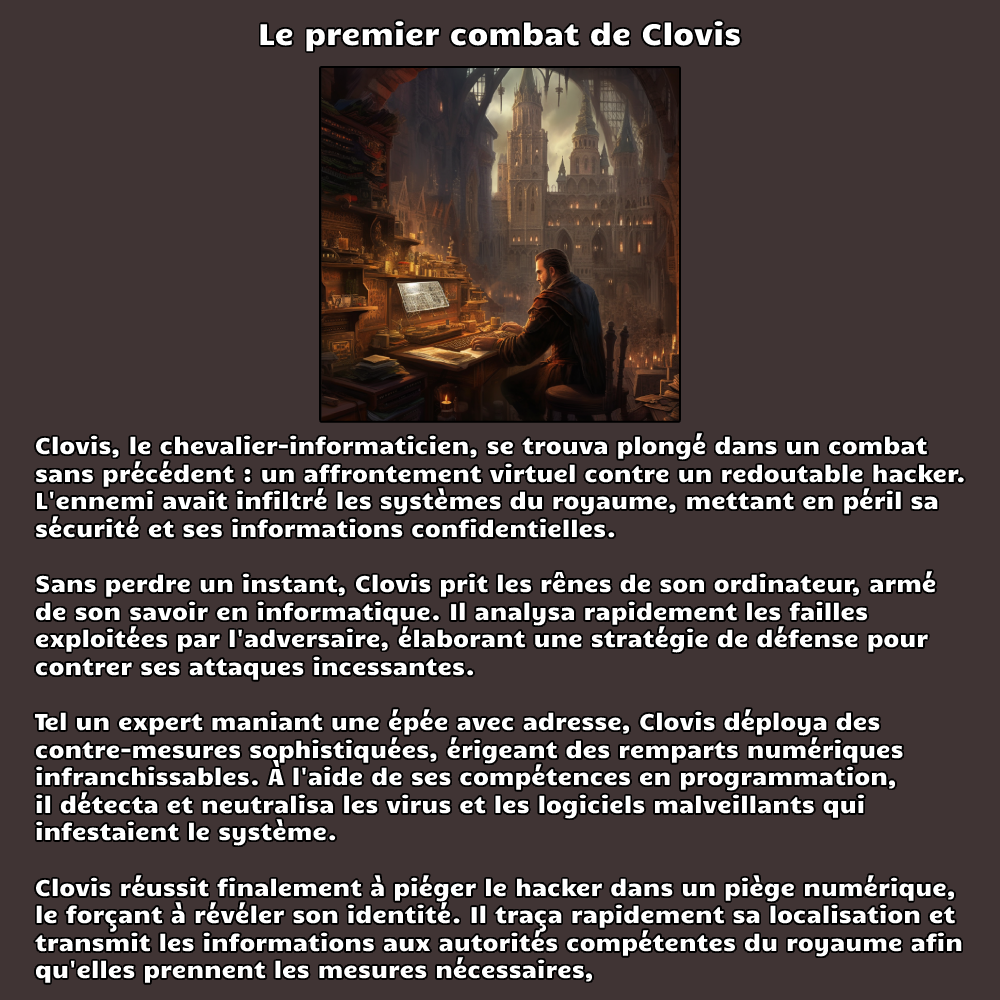 Le premier combat de Clovis
Clovis, le chevalier-informaticien, se trouva plongé dans un combat
sans précédent : un affrontement virtuel contre un redoutable hacker.
L'ennemi avait infiltré les systèmes du royaume, mettant en péril sa
sécurité et ses informations confidentielles.
Sans perdre un instant, Clovis prit les rênes de son ordinateur, armé
de son savoir en informatique. Il analysa rapidement les failles
exploitées par l'adversaire, élaborant une stratégie de défense pour
contrer ses attaques incessantes.
Tel un expert maniant une épée avec adresse, Clovis déploya des
contre-mesures sophistiquées, érigeant des remparts numériques
infranchissables. À l'aide de ses compétences en programmation,
il détecta et neutralisa les virus et les logiciels malveillants qui
infestaient le système.
Clovis réussit finalement à piéger le hacker dans un piège numérique,
le forçant à révéler son identité. Il traça rapidement sa localisation et
transmit les informations aux autorités compétentes du royaume afin
qu'elles prennent les mesures nécessaires,